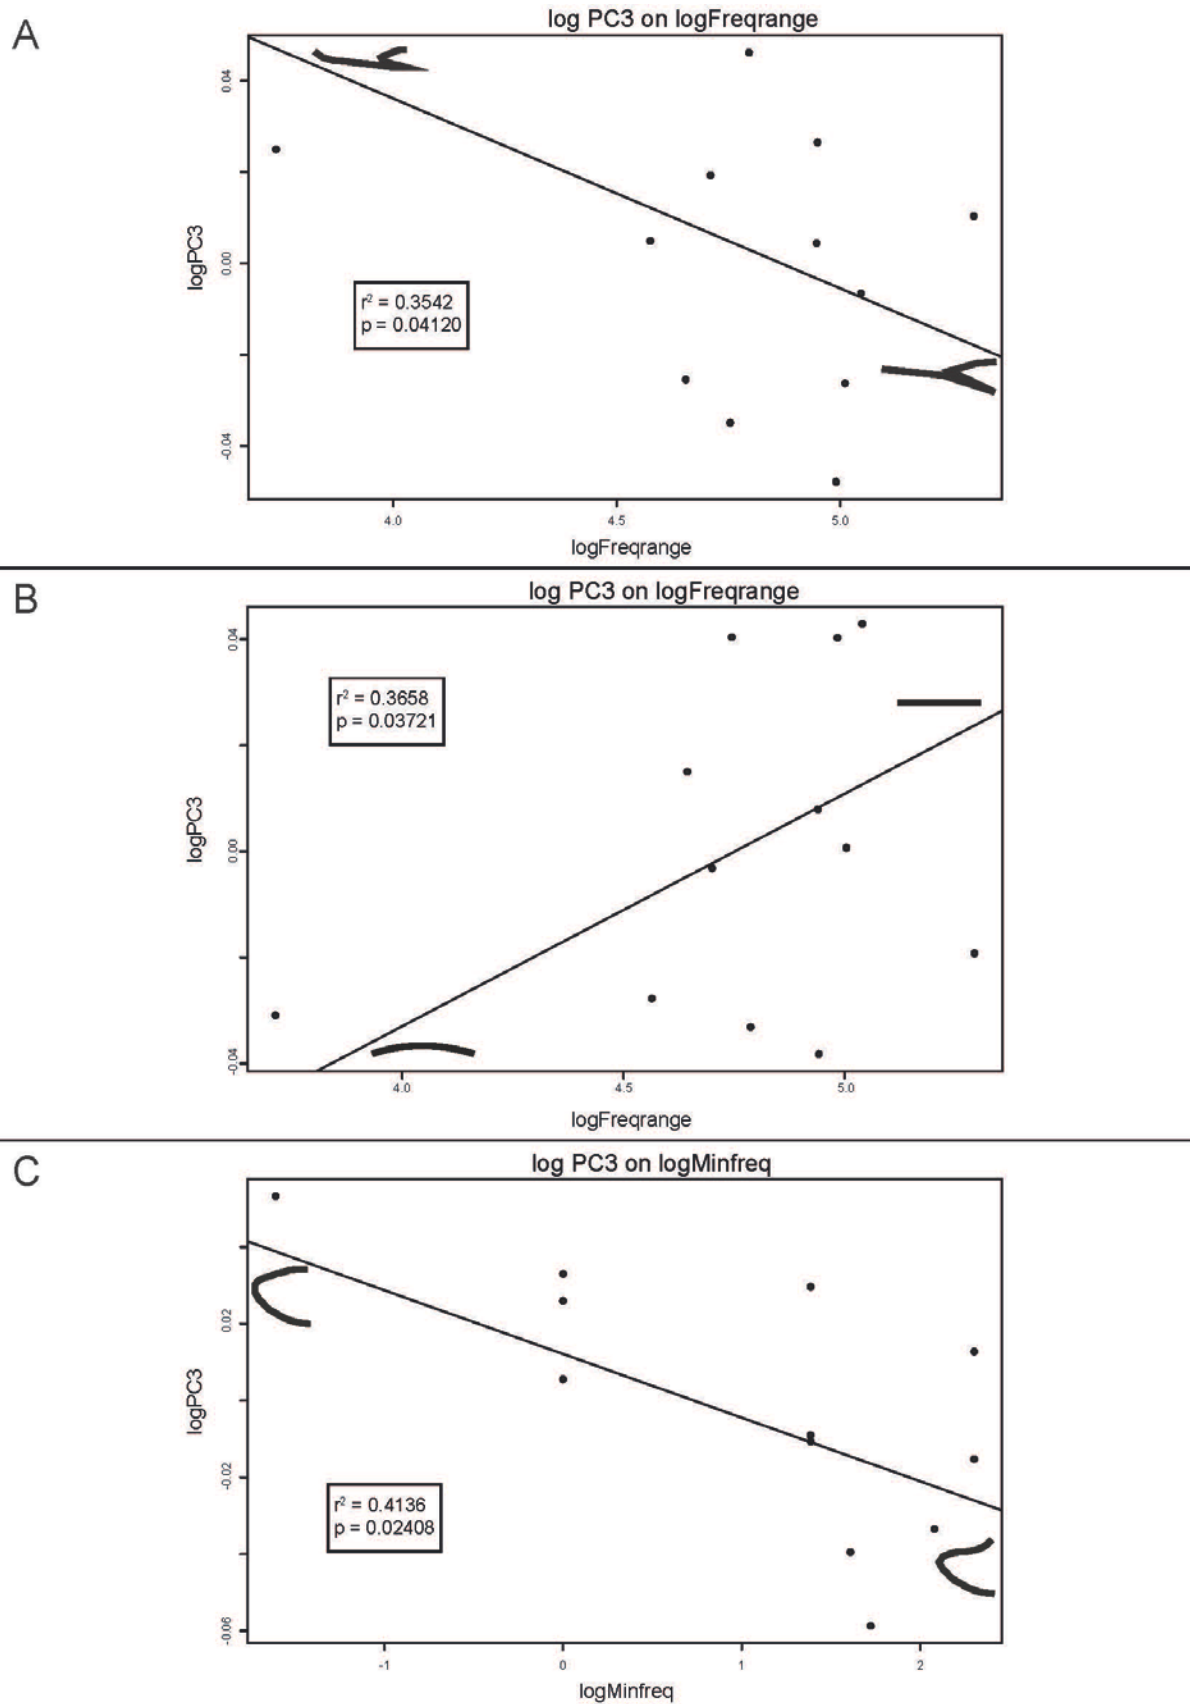 A
log PC3 on logFreqrange
0.04
0.00
-0.04
logPC3
r² = 0.3542
p = 0.04120
4.0 4.5 5.0
logFreqrange
B
log PC3 on logFreqrange
0.04
0.00
-0.04
logPC3
r² = 0.3658
p = 0.03721
4.0 4.5 5.0
logFreqrange
C
log PC3 on logMinfreq
0.02
-0.02
-0.06
logPC3
r² = 0.4136
p = 0.02408
-1 0 1 2
logMinfreq